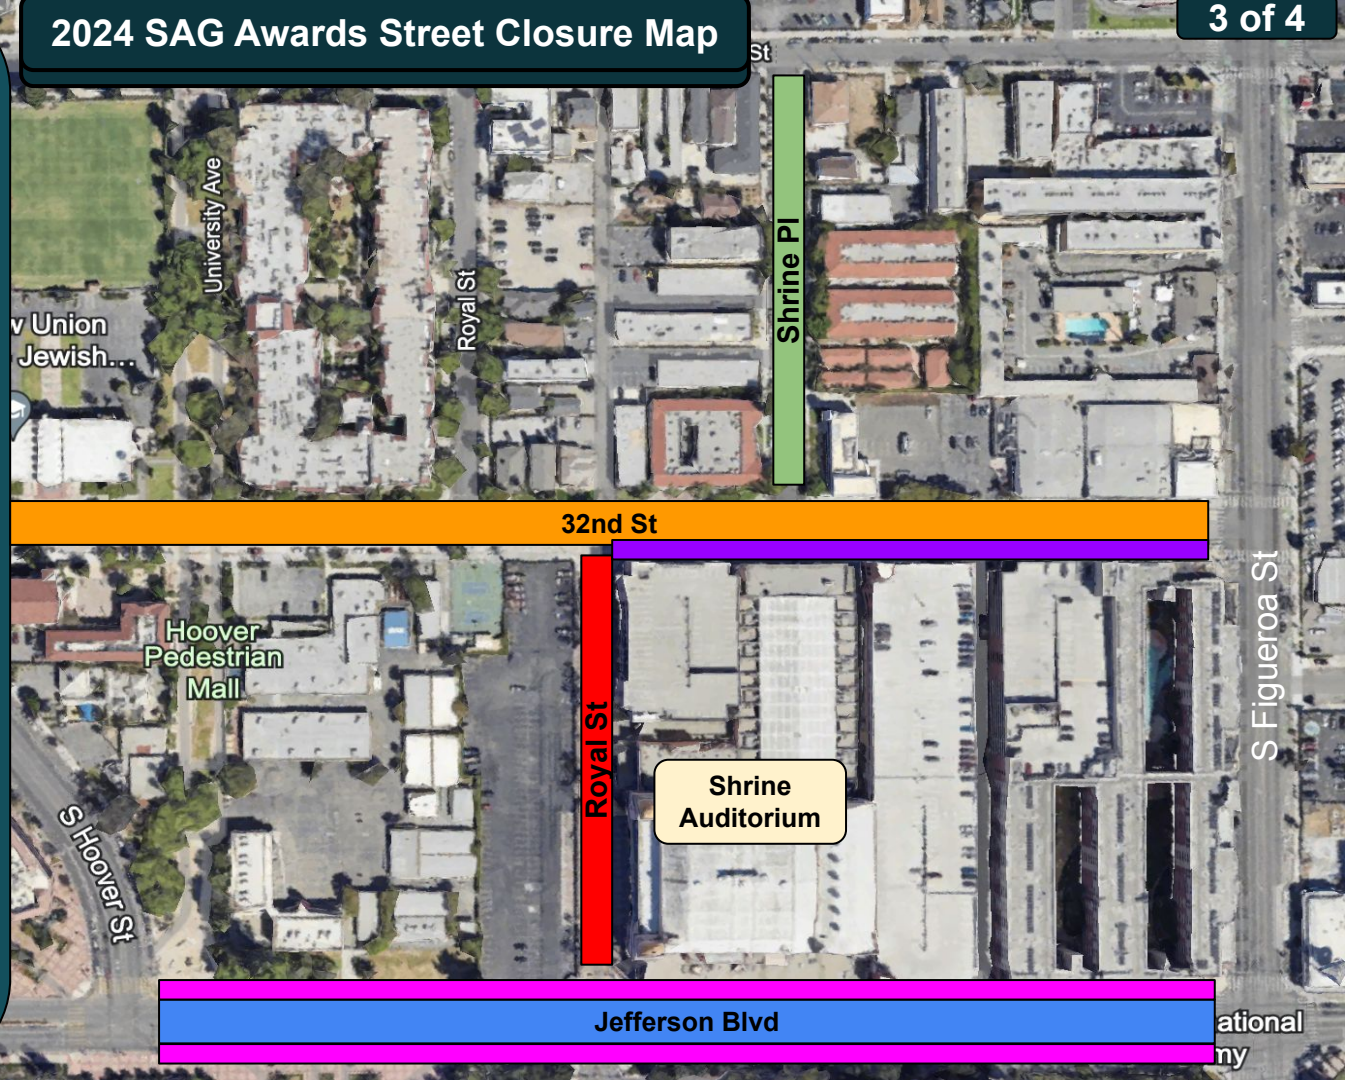 2024 SAG Awards Street Closure Map
3 of 4
St
University Ave
Royal St
Shrine Pl
w Union
Jewish...
32nd St
Hoover
Pedestrian
Mall
S Figueroa St
Royal St
Shrine
Auditorium
S Hoover St
Jefferson Blvd
ational
my